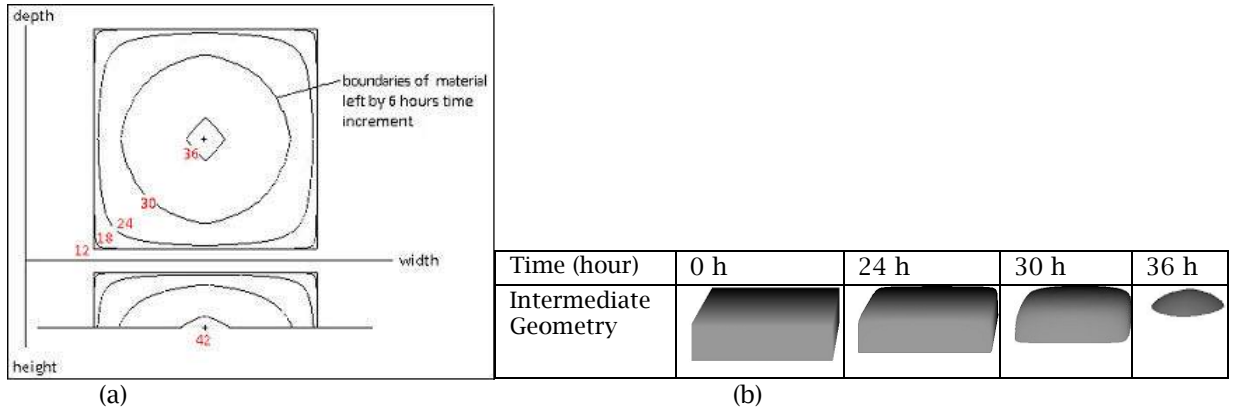 depth
boundaries of material
left by 6 hours time
increment
36
30
24
18
12
width
42
height
(a)
Time (hour) 0 h 24 h 30 h 36 h
Intermediate
Geometry
(b)